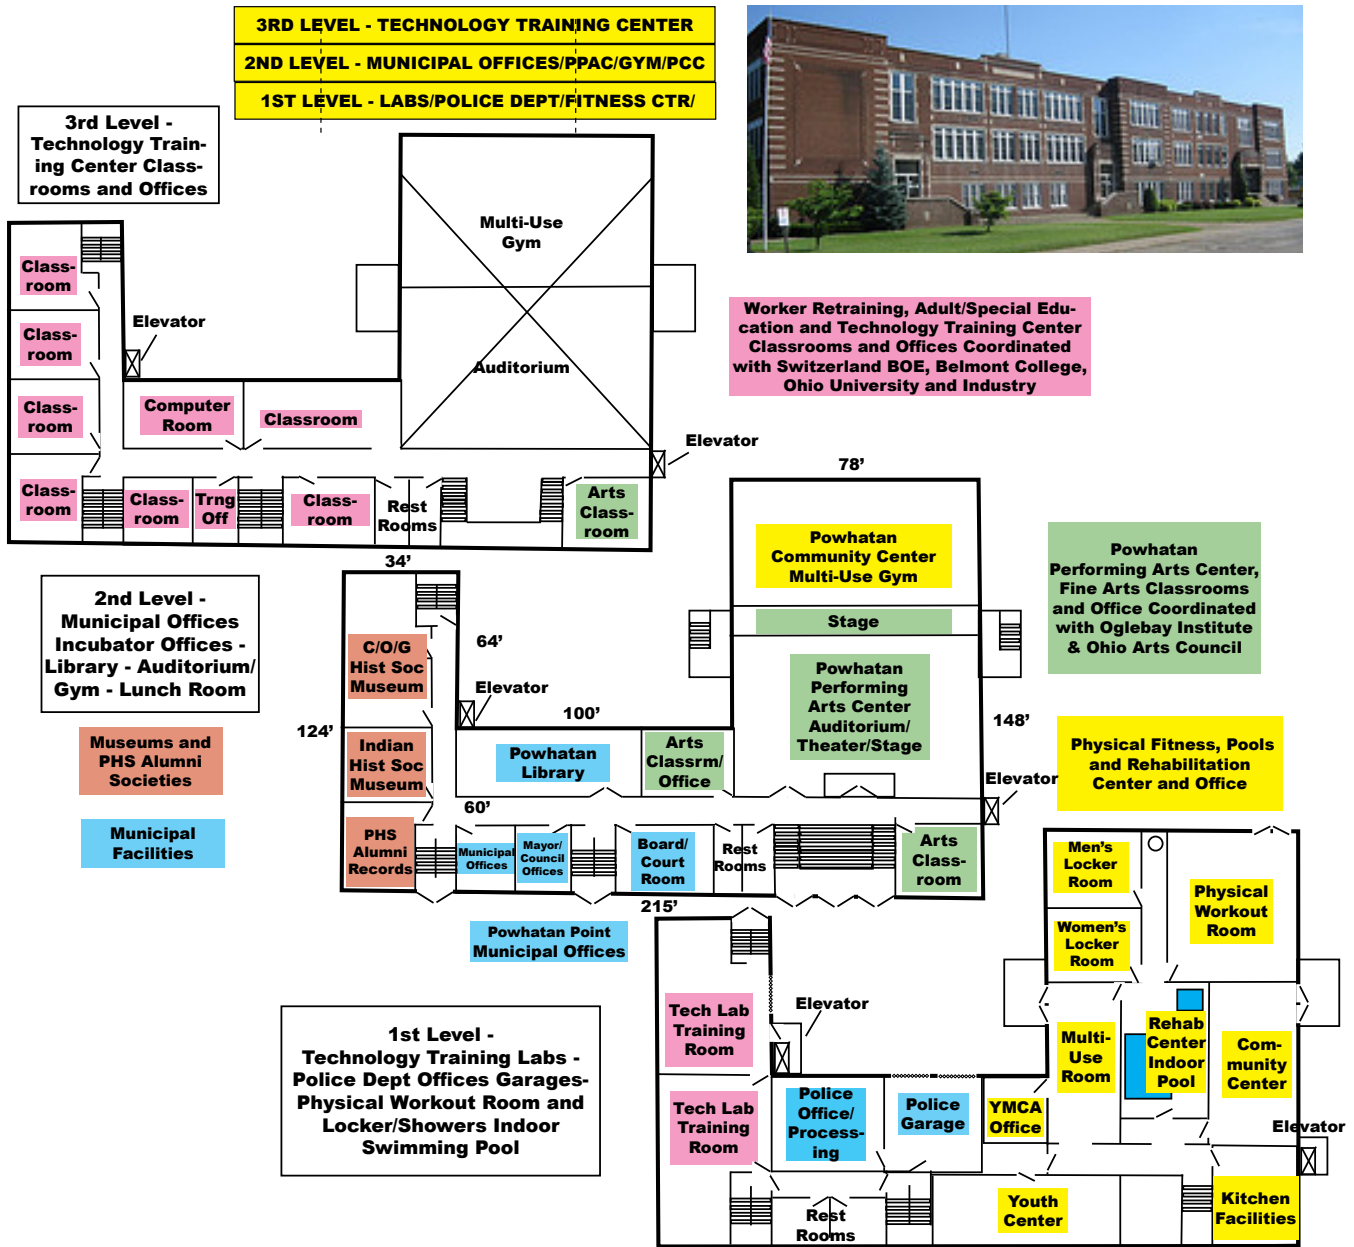 3RD LEVEL - TECHNOLOGY TRAINING CENTER
2ND LEVEL - MUNICIPAL OFFICES/PPAC/GYM/PCC
1ST LEVEL - LABS/POLICE DEPT/FITNESS CTR/
3rd Level -
Technology Train-
ing Center Class-
rooms and Offices
Multi-Use
Gym
Auditorium
Class-
room
Class-
room
Class-
room
Class-
room
Elevator
Computer
Room
Classroom
Class-
room
Trng
Off
Class-
room
Rest
Rooms
Arts
Class-
room
Elevator
Worker Retraining, Adult/Special Edu-
cation and Technology Training Center
Classrooms and Offices Coordinated
with Switzerland BOE, Belmont College,
Ohio University and Industry
2nd Level -
Municipal Offices
Incubator Offices -
Library - Auditorium/
Gym - Lunch Room
Museums and
PHS Alumni
Societies
Municipal
Facilities
34'
64'
124'
100'
60'
78'
148'
215'
C/O/G
Hist Soc
Museum
Indian
Hist Soc
Museum
PHS
Alumni
Records
Elevator
Powhatan
Library
Arts
Classrm/
Office
Municipal
Offices
Mayor/
Council
Offices
Board/
Court
Room
Rest
Rooms
Arts
Class-
room
Powhatan
Community Center
Multi-Use Gym
Stage
Powhatan
Performing
Arts Center
Auditorium/
Theater/Stage
Elevator
Powhatan
Performing Arts Center,
Fine Arts Classrooms
and Office Coordinated
with Oglebay Institute
& Ohio Arts Council
Physical Fitness, Pools
and Rehabilitation
Center and Office
Powhatan Point
Municipal Offices
1st Level -
Technology Training Labs -
Police Dept Offices Garages-
Physical Workout Room and
Locker/Showers Indoor
Swimming Pool
Tech Lab
Training
Room
Tech Lab
Training
Room
Elevator
Police
Office/
Process-
ing
Police
Garage
YMCA
Office
Rest
Rooms
Youth
Center
Men's
Locker
Room
Women's
Locker
Room
Physical
Workout
Room
Multi-
Use
Room
Rehab
Center
Indoor
Pool
Com-
munity
Center
Elevator
Kitchen
Facilities